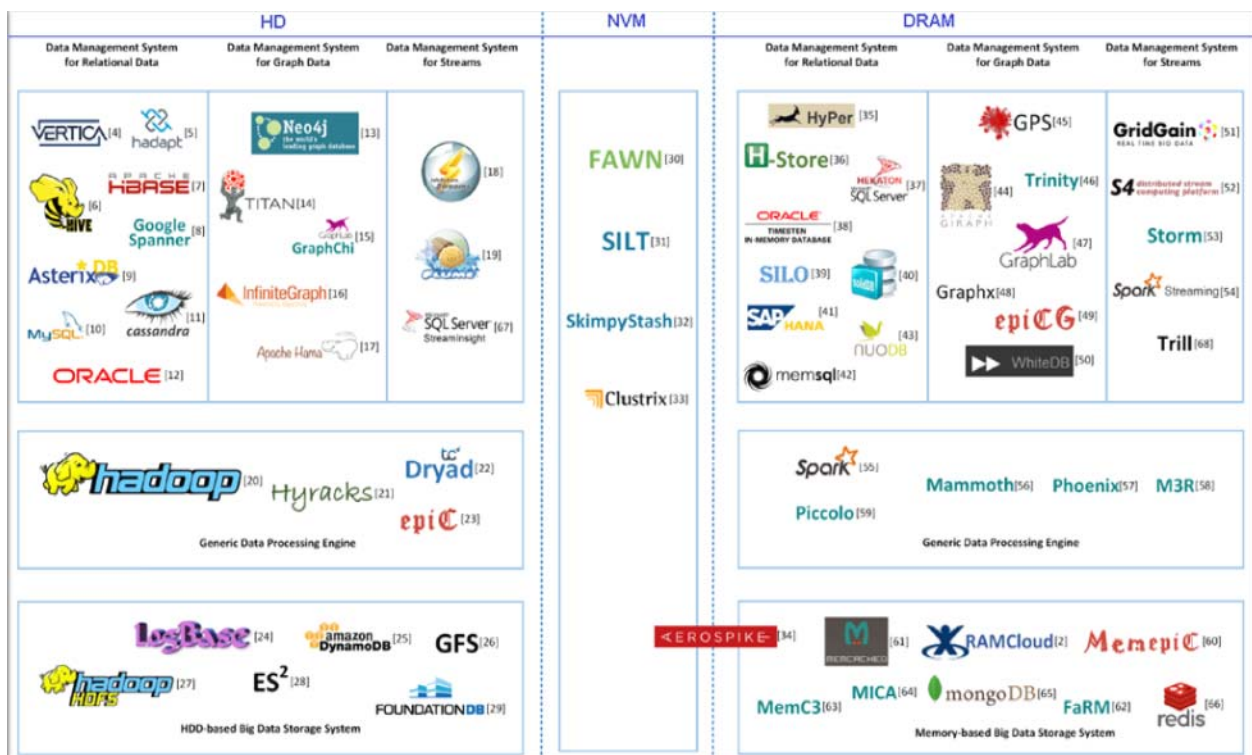 HD
NVM
DRAM
Data Management System
for Relational Data
Data Management System
for Graph Data
Data Management System
for Streams
Data Management System
for Relational Data
Data Management System
for Graph Data
Data Management System
for Streams
VERTICA [4]
hadapt [5]
HIVE [6]
APACHE
HBASE [7]
Google
Spanner [8]
AsterixDB [9]
MySQL [10]
cassandra [11]
ORACLE [12]
Neo4j [13]
the world's
leading graph database
TITAN [14]
GraphLab
GraphChi [15]
InfiniteGraph [16]
Apache Hama [17]
[18]
[19]
SQL Server [67]
StreamInsight
FAWN [30]
SILT [31]
SkimpyStash [32]
Clustrix [33]
HyPer [35]
H-Store [36]
HEKATON
SQL Server [37]
ORACLE
TIMESTEN
IN-MEMORY DATABASE [38]
SILO [39]
[40]
SAP HANA [41]
memsql [42]
NUODB [43]
GPS [45]
APACHE
GIRAPH [44]
Trinity [46]
GraphLab [47]
Graphx [48]
epiCG [49]
WhiteDB [50]
GridGain [51]
REAL TIME BIG DATA
S4 distributed stream
computing platform [52]
Storm [53]
Spark Streaming [54]
Trill [68]
hadoop [20]
Hyracks [21]
Dryad [22]
epiC [23]
Generic Data Processing Engine
Spark [55]
Mammoth [56]
Phoenix [57]
M3R [58]
Piccolo [59]
Generic Data Processing Engine
LogBase [24]
amazon
DynamoDB [25]
GFS [26]
hadoop
HDFS [27]
ES2 [28]
FOUNDATIONDB [29]
HDD-based Big Data Storage System
AEROSPIKE [34]
MEMCACHED [61]
RAMCloud [2]
MemepiC [60]
MemC3 [63]
MICA [64]
mongoDB [65]
FaRM [62]
redis [66]
Memory-based Big Data Storage System